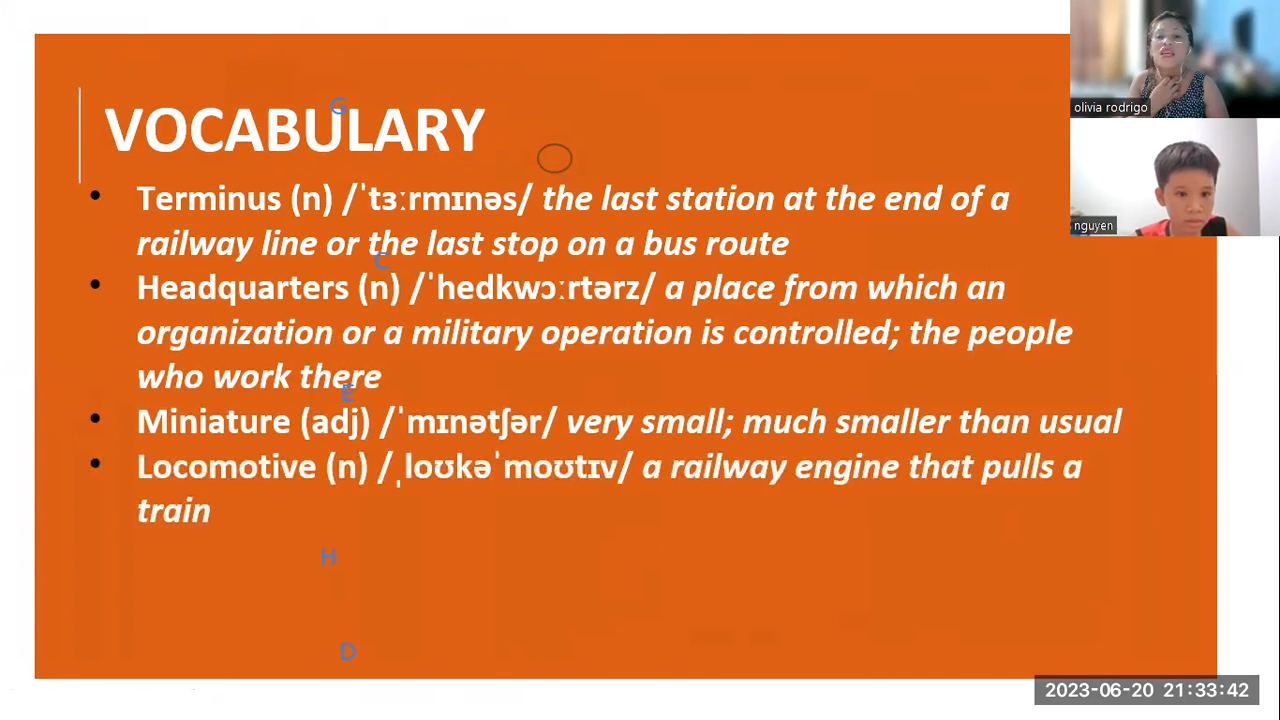 olivia rodrigo
nguyen
G
VOCABULARY
• Terminus (n) /ˈtɜːrmɪnəs/ the last station at the end of a
railway line or the last stop on a bus route
C
• Headquarters (n) /ˈhedkwɔːrtərz/ a place from which an
organization or a military operation is controlled; the people
who work there
E
• Miniature (adj) /ˈmɪnətʃər/ very small; much smaller than usual
• Locomotive (n) /ˌloʊkəˈmoʊtɪv/ a railway engine that pulls a
train
H
D
2023-06-20 21:33:42